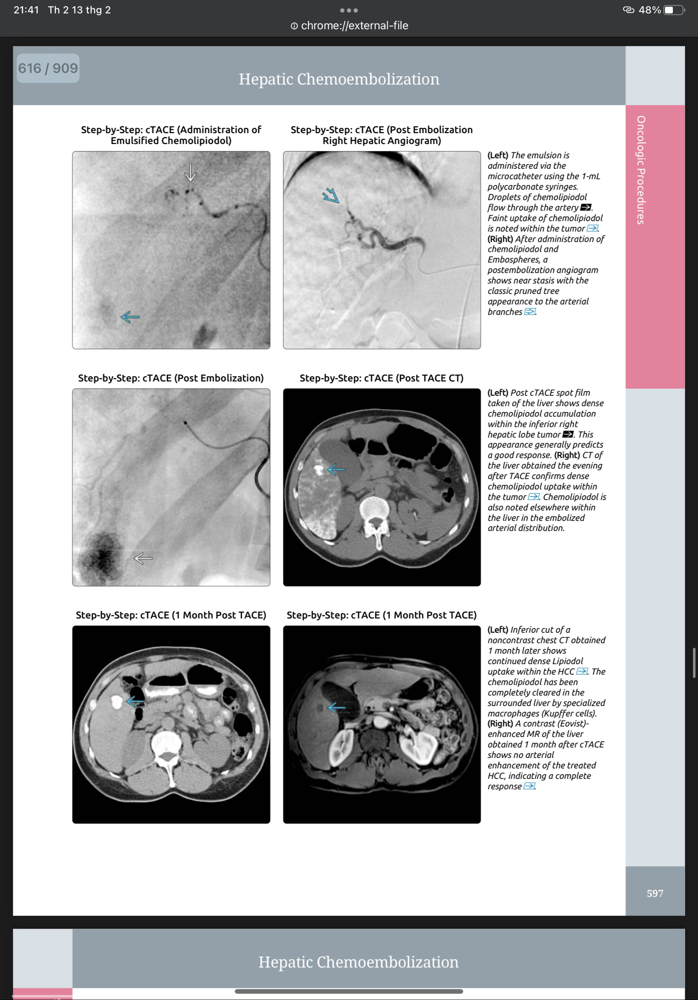 21:41 Th 2 13 thg 2
48%
chrome://external-file
616 / 909
Hepatic Chemoembolization
Oncologic Procedures
Step-by-Step: cTACE (Administration of
Emulsified Chemolipiodol)
Step-by-Step: cTACE (Post Embolization
Right Hepatic Angiogram)
(Left) The emulsion is
administered via the
microcatheter using the 1-mL
polycarbonate syringes.
Droplets of chemolipiodol
flow through the artery.
Faint uptake of chemolipiodol
is noted within the tumor.
(Right) After administration of
chemolipiodol and
Embospheres, a
postembolization angiogram
shows near stasis with the
classic pruned tree
appearance to the arterial
branches.
Step-by-Step: cTACE (Post Embolization)
Step-by-Step: cTACE (Post TACE CT)
(Left) Post cTACE spot film
taken of the liver shows dense
chemolipiodol accumulation
within the inferior right
hepatic lobe tumor. This
appearance generally predicts
a good response. (Right) CT of
the liver obtained the evening
after TACE confirms dense
chemolipiodol uptake within
the tumor. Chemolipiodol is
also noted elsewhere within
the liver in the embolized
arterial distribution.
Step-by-Step: cTACE (1 Month Post TACE)
Step-by-Step: cTACE (1 Month Post TACE)
(Left) Inferior cut of a
noncontrast chest CT obtained
1 month later shows
continued dense Lipiodol
uptake within the HCC. The
chemolipiodol has been
completely cleared in the
surrounded liver by specialized
macrophages (Kupffer cells).
(Right) A contrast (Eovist)-
enhanced MR of the liver
obtained 1 month after cTACE
shows no arterial
enhancement of the treated
HCC, indicating a complete
response.
597
Hepatic Chemoembolization